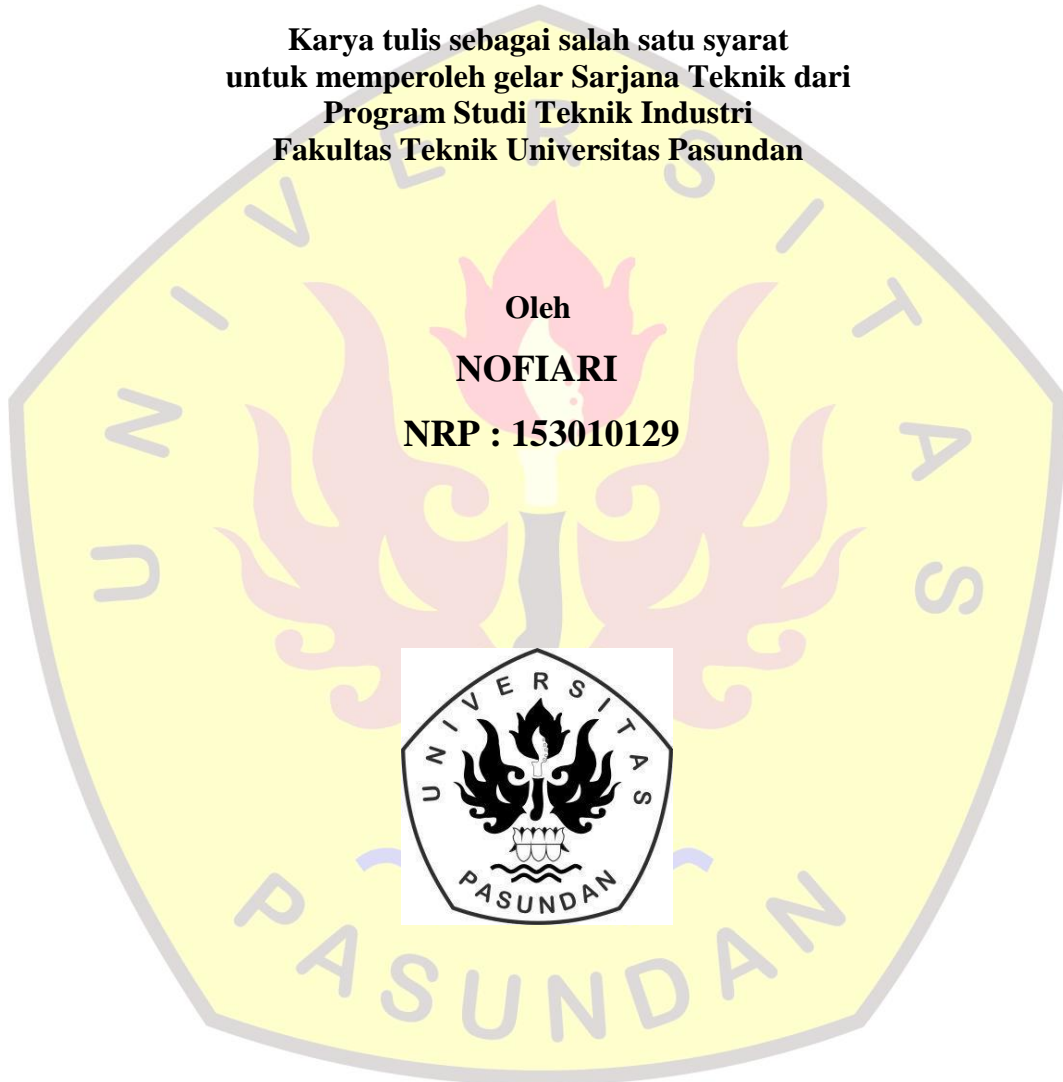 Karya tulis sebagai salah satu syarat
untuk memperoleh gelar Sarjana Teknik dari
Program Studi Teknik Industri
Fakultas Teknik Universitas Pasundan
Oleh
NOFIARI
NRP : 153010129
UNIVERSITAS
PASUNDAN
UNIVERSITAS
PASUNDAN